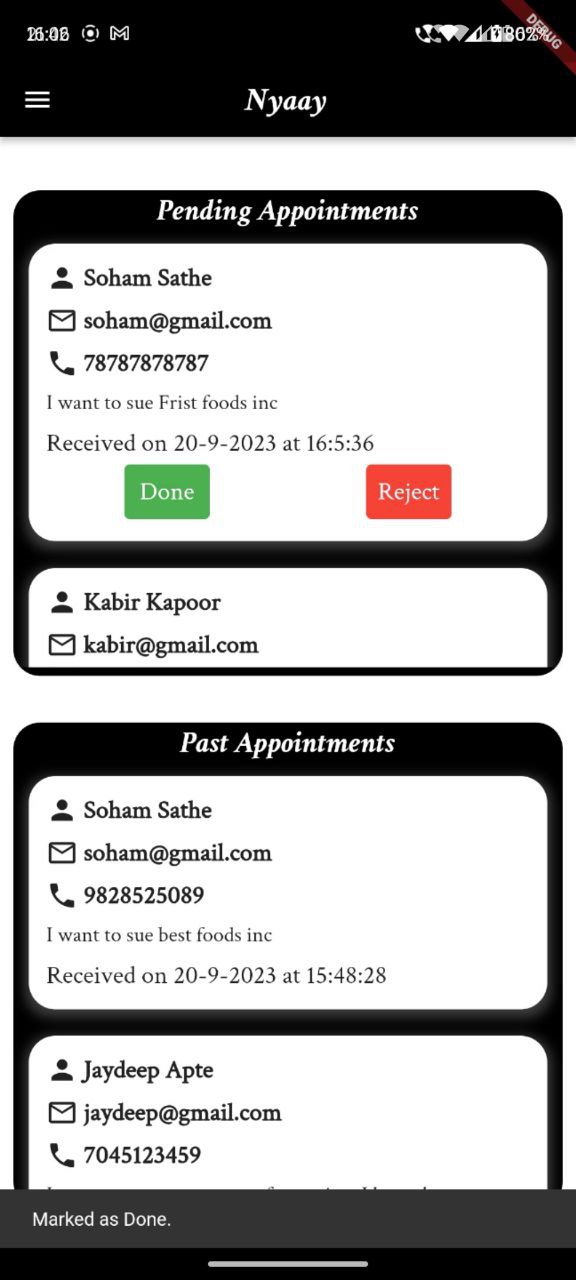 DEBUG
Nyaay
Pending Appointments
Soham Sathe
soham@gmail.com
78787878787
I want to sue Frist foods inc
Received on 20-9-2023 at 16:5:36
Done
Reject
Kabir Kapoor
kabir@gmail.com
Past Appointments
Soham Sathe
soham@gmail.com
9828525089
I want to sue best foods inc
Received on 20-9-2023 at 15:48:28
Jaydeep Apte
jaydeep@gmail.com
7045123459
Marked as Done.